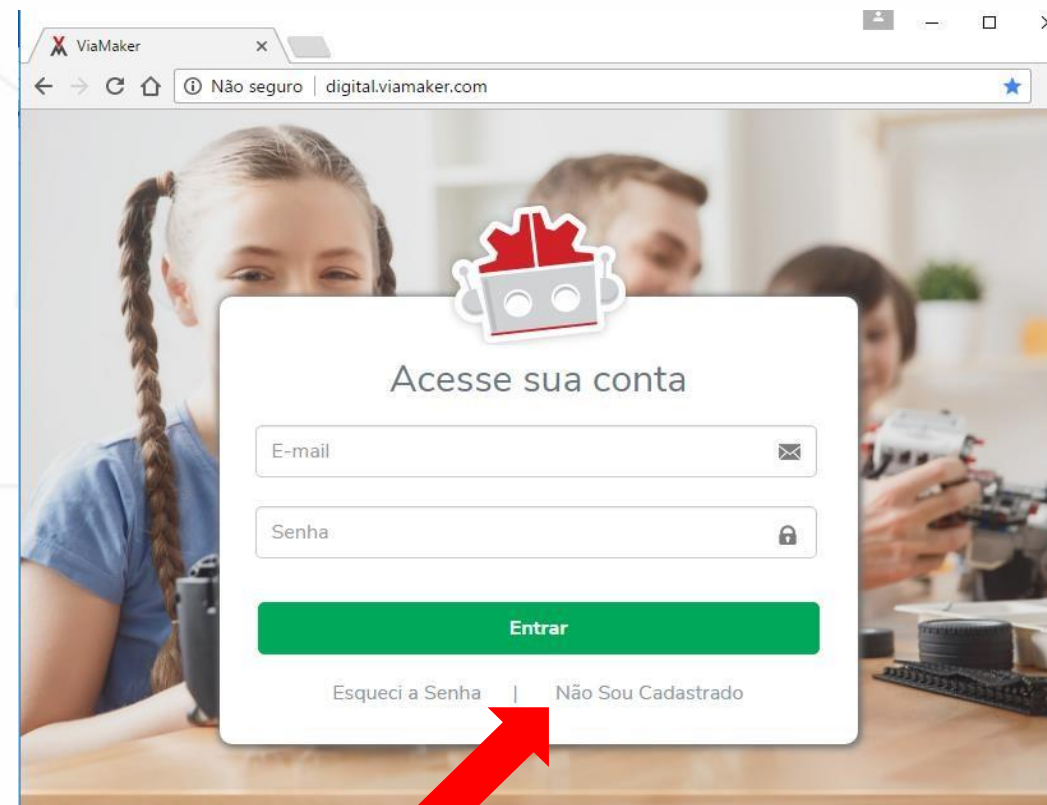 ViaMaker
Não seguro | digital.viamaker.com
Acesse sua conta
E-mail
Senha
Entrar
Esqueci a Senha | Não Sou Cadastrado